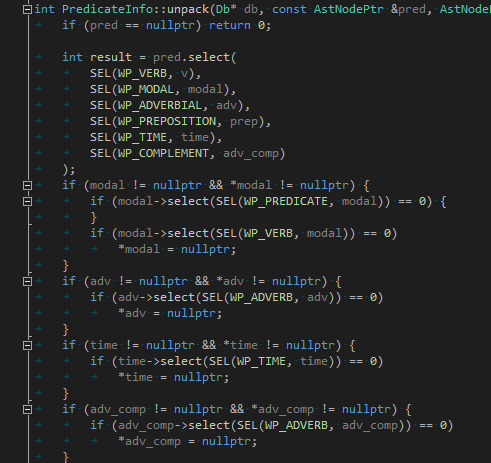 int PredicateInfo::unpack(Db* db, const AstNodePtr &pred, AstNode
if (pred == nullptr) return 0;
int result = pred.select(
SEL(WP_VERB, v),
SEL(WP_MODAL, modal),
SEL(WP_ADVERBIAL, adv),
SEL(WP_PREPOSITION, prep),
SEL(WP_TIME, time),
SEL(WP_COMPLEMENT, adv_comp)
);
if (modal != nullptr && *modal != nullptr) {
if (modal->select(SEL(WP_PREDICATE, modal)) == 0) {
}
if (modal->select(SEL(WP_VERB, modal)) == 0)
*modal = nullptr;
}
if (adv != nullptr && *adv != nullptr) {
if (adv->select(SEL(WP_ADVERB, adv)) == 0)
*adv = nullptr;
}
if (time != nullptr && *time != nullptr) {
if (time->select(SEL(WP_TIME, time)) == 0)
*time = nullptr;
}
if (adv_comp != nullptr && *adv_comp != nullptr) {
if (adv_comp->select(SEL(WP_ADVERB, adv_comp)) == 0)
*adv_comp = nullptr;
}